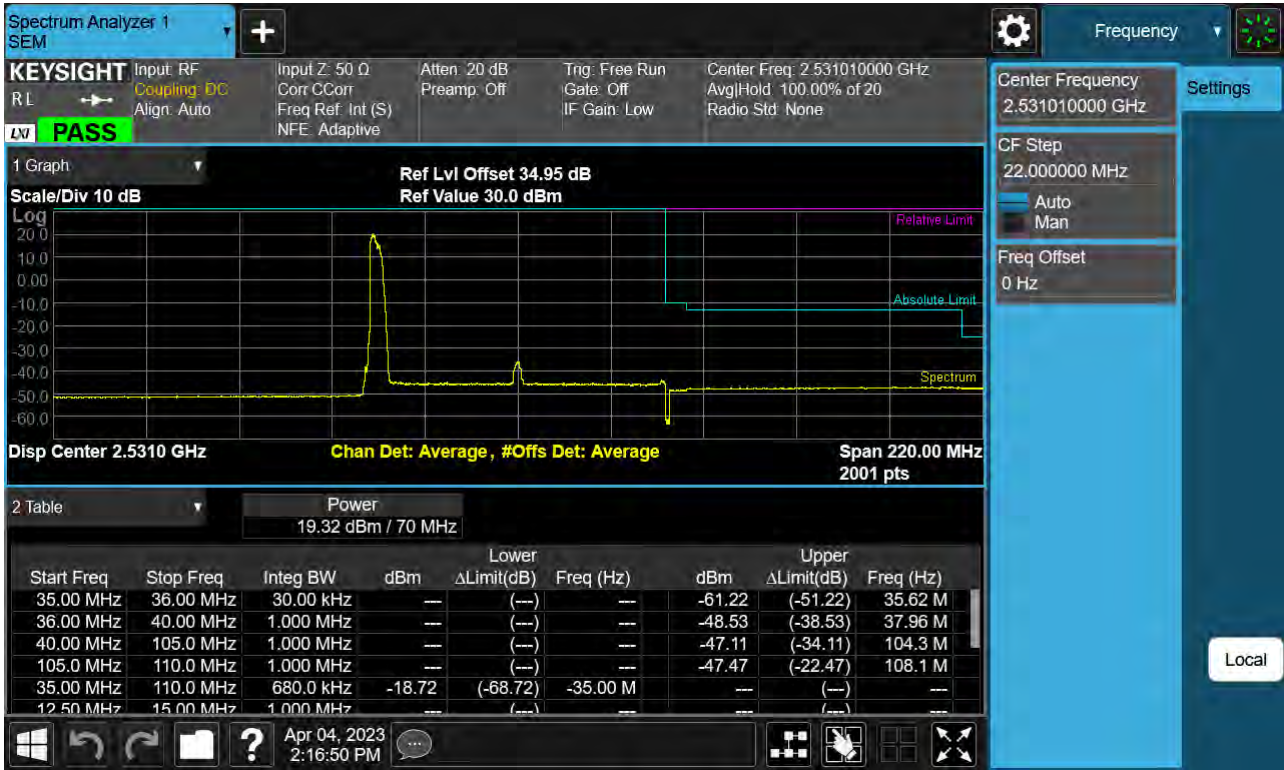 Spectrum Analyzer 1
SEM
Frequency
KEYSIGHT
RL
LXI
PASS
Input: RF
Coupling: DC
Align: Auto
Input Z: 50 Ω
Corr CCorr
Freq Ref: Int (S)
NFE: Adaptive
Atten: 20 dB
Preamp: Off
Trig: Free Run
Gate: Off
IF Gain: Low
Center Freq: 2.531010000 GHz
Avg|Hold: 100.00% of 20
Radio Std: None
Center Frequency
2.531010000 GHz
Settings
CF Step
22.000000 MHz
Auto
Man
Freq Offset
0 Hz
Local
1 Graph
Scale/Div 10 dB
Ref Lvl Offset 34.95 dB
Ref Value 30.0 dBm
Log
20.0
10.0
0.00
-10.0
-20.0
-30.0
-40.0
-50.0
-60.0
Relative Limit
Absolute Limit
Spectrum
Disp Center 2.5310 GHz
Chan Det: Average, #Offs Det: Average
Span 220.00 MHz
2001 pts
2 Table
Power
19.32 dBm / 70 MHz
Lower Upper
Start Freq Stop Freq Integ BW dBm ΔLimit(dB) Freq (Hz) dBm ΔLimit(dB) Freq (Hz)
35.00 MHz 36.00 MHz 30.00 kHz --- (---) --- -61.22 (-51.22) 35.62 M
36.00 MHz 40.00 MHz 1.000 MHz --- (---) --- -48.53 (-38.53) 37.96 M
40.00 MHz 105.0 MHz 1.000 MHz --- (---) --- -47.11 (-34.11) 104.3 M
105.0 MHz 110.0 MHz 1.000 MHz --- (---) --- -47.47 (-22.47) 108.1 M
35.00 MHz 110.0 MHz 680.0 kHz -18.72 (-68.72) -35.00 M --- (---) ---
12.50 MHz 15.00 MHz 1.000 MHz --- (---) --- --- (---) ---
Apr 04, 2023
2:16:50 PM